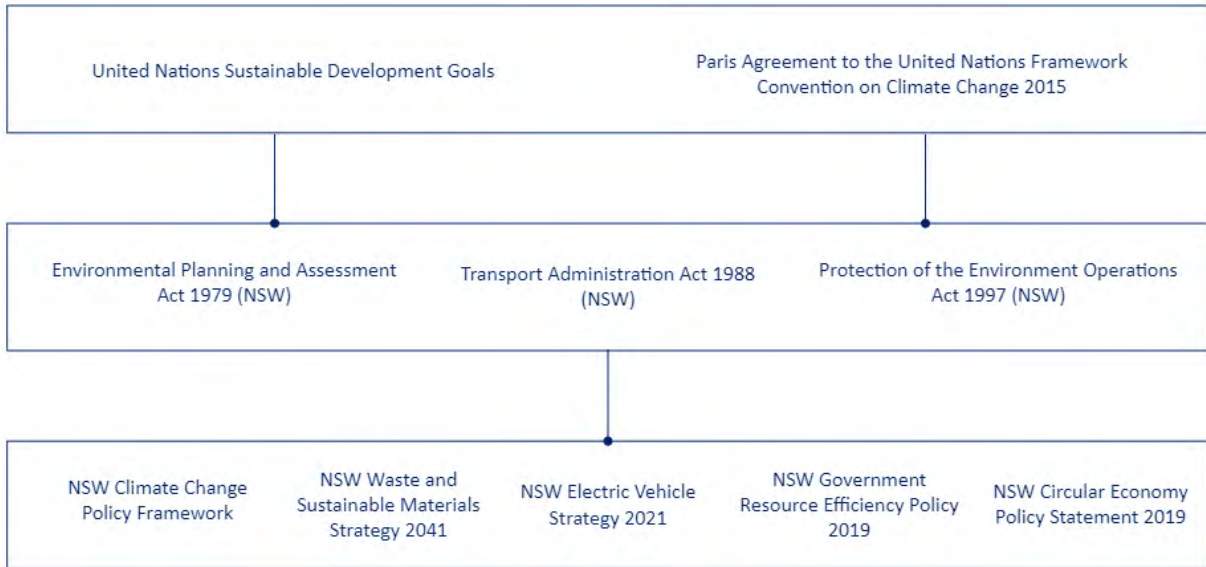 United Nations Sustainable Development Goals
Paris Agreement to the United Nations Framework
Convention on Climate Change 2015
Environmental Planning and Assessment
Act 1979 (NSW)
Transport Administration Act 1988
(NSW)
Protection of the Environment Operations
Act 1997 (NSW)
NSW Climate Change
Policy Framework
NSW Waste and
Sustainable Materials
Strategy 2041
NSW Electric Vehicle
Strategy 2021
NSW Government
Resource Efficiency Policy
2019
NSW Circular Economy
Policy Statement 2019